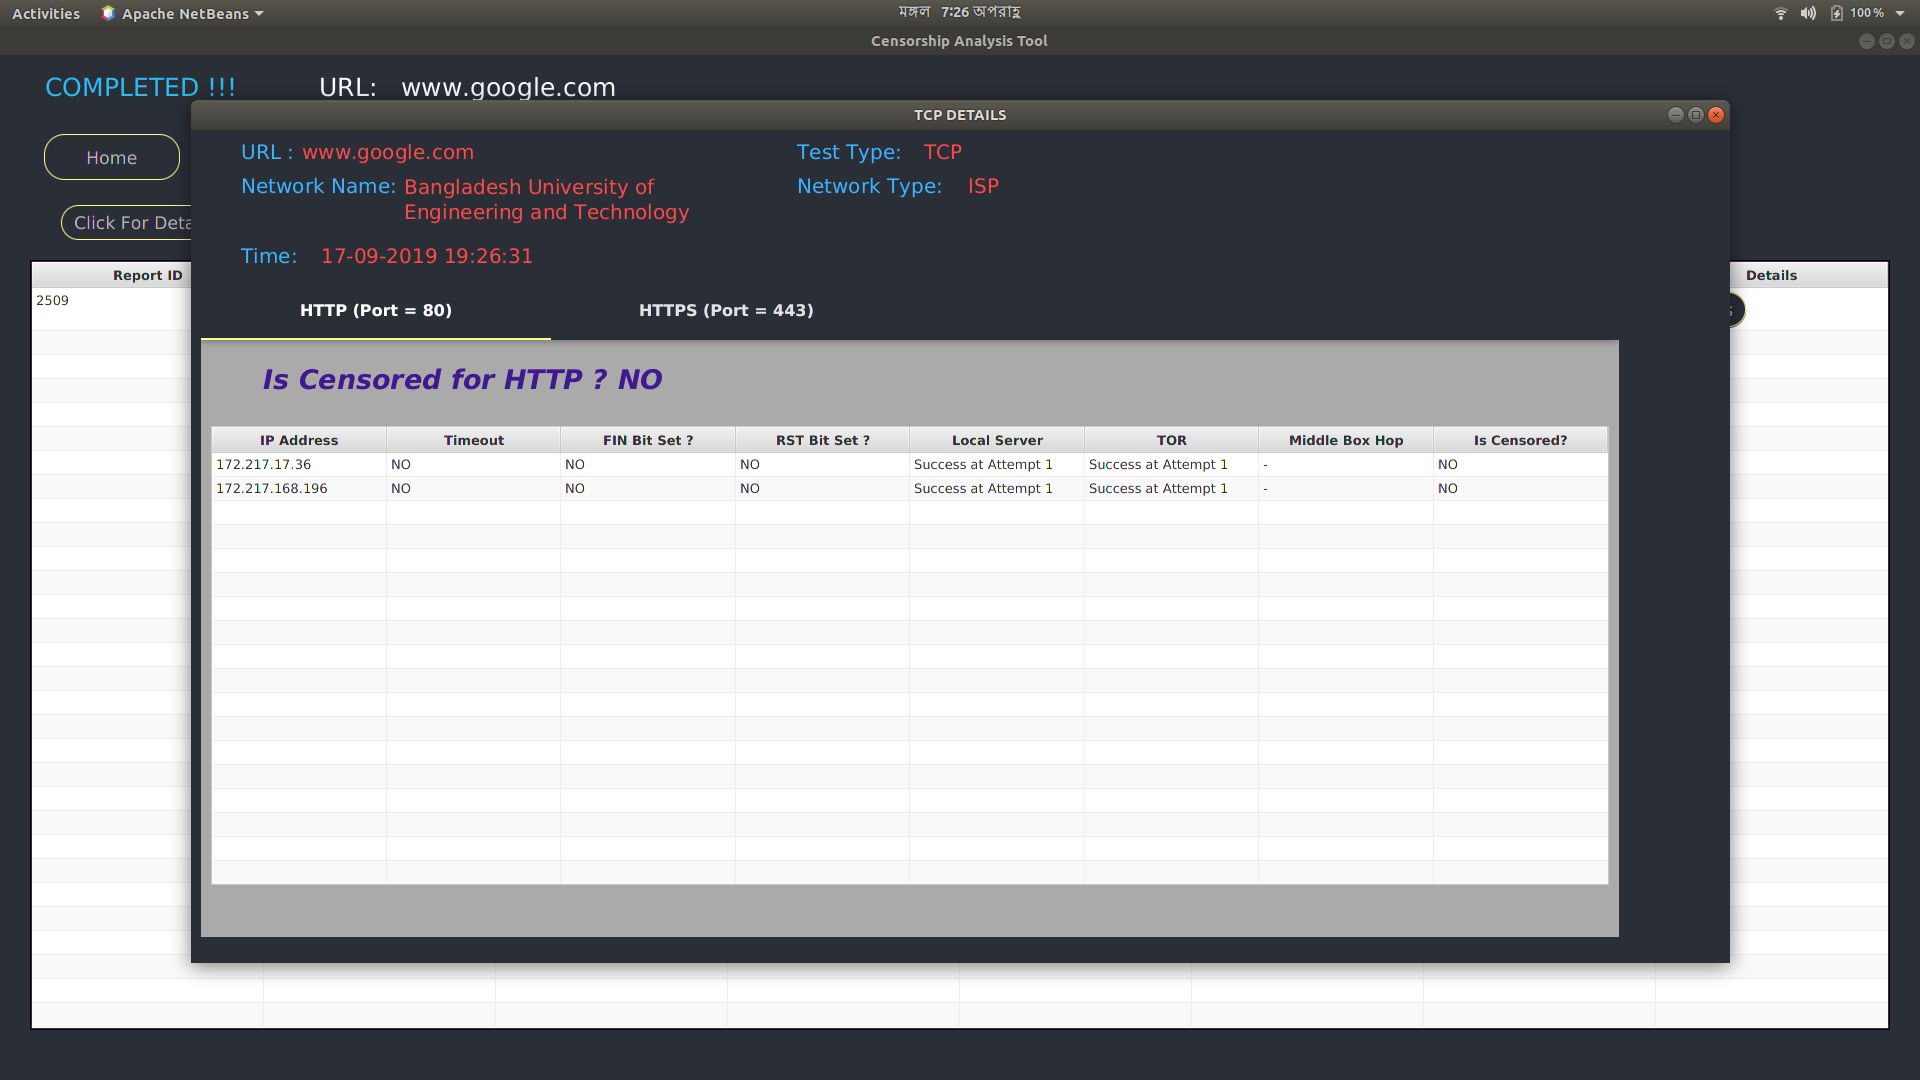 Activities Apache NetBeans মঙ্গল 7:26 অপরাহ্ণ 100%
Censorship Analysis Tool
COMPLETED !!! URL: www.google.com
TCP DETAILS
URL : www.google.com Test Type: TCP
Home
Network Name: Bangladesh University of Network Type: ISP
Engineering and Technology
Click For Deta
Time: 17-09-2019 19:26:31
Report ID Details
2509
HTTP (Port = 80) HTTPS (Port = 443)
Is Censored for HTTP ? NO
IP Address Timeout FIN Bit Set ? RST Bit Set ? Local Server TOR Middle Box Hop Is Censored?
172.217.17.36 NO NO NO Success at Attempt 1 Success at Attempt 1 - NO
172.217.168.196 NO NO NO Success at Attempt 1 Success at Attempt 1 - NO